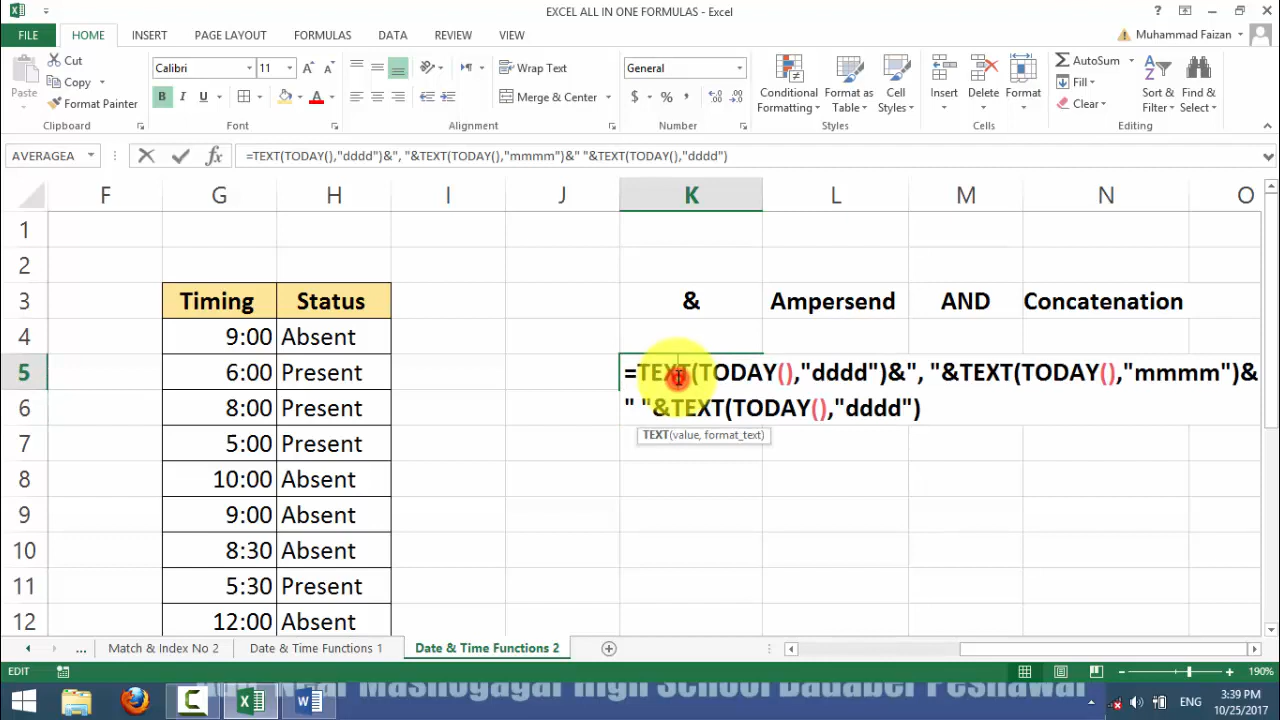 EXCEL ALL IN ONE FORMULAS - Excel
FILE HOME INSERT PAGE LAYOUT FORMULAS DATA REVIEW VIEW Muhammad Faizan
Cut
Copy
Format Painter
Paste
Clipboard
Calibri 11
B I U A
Font
Wrap Text
Merge & Center
Alignment
General
$ % ,
Number
Conditional Formatting
Format as Table
Cell Styles
Styles
Insert Delete Format
Cells
AutoSum
Fill
Clear
Sort & Filter
Find & Select
Editing
AVERAGEA fx =TEXT(TODAY(),"dddd")&", "&TEXT(TODAY(),"mmmm")&" "&TEXT(TODAY(),"dddd")
F G H I J K L M N O
1
2
3 Timing Status & Ampersend AND Concatenation
4 9:00 Absent
5 6:00 Present =TEXT(TODAY(),"dddd")&", "&TEXT(TODAY(),"mmmm")&
6 8:00 Present " "&TEXT(TODAY(),"dddd")
TEXT(value, format_text)
7 5:00 Present
8 10:00 Absent
9 9:00 Absent
10 8:30 Absent
11 5:30 Present
12 12:00 Absent
... Match & Index No 2 Date & Time Functions 1 Date & Time Functions 2
EDIT 190%
High School Dadaber Peshawar
ENG 3:39 PM
10/25/2017